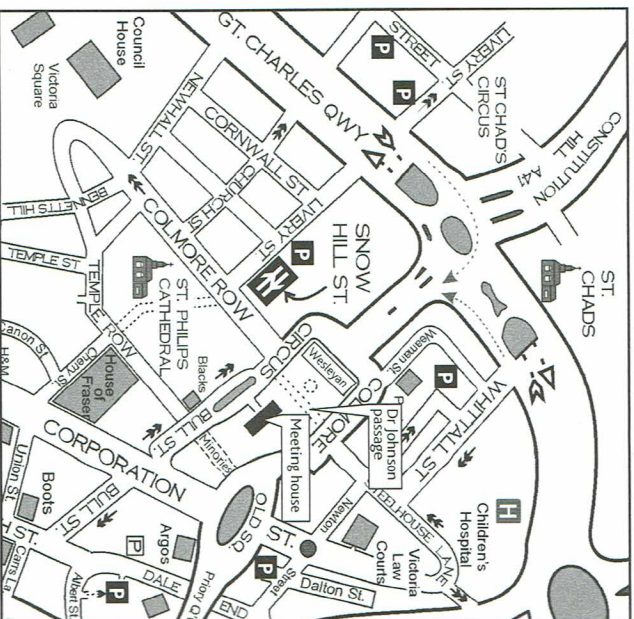 Council
House
Victoria
Square
GT. CHARLES QWY
STREET
P
P
LIVERY
ST.
ST CHAD'S
CIRCUS
CONSTITUTION
HILL A41
ST.
CHADS
NEWHALL ST.
CORNWALL ST.
CHURCH ST.
LIVERY ST.
SNOW
HILL ST.
P
BENNETTS HILL
COLMORE ROW
TEMPLE ST
TEMPLE ROW
ST. PHILIPS
CATHEDRAL
CIRCUS
Wesleyan
Weaman St.
P
WHITTALL ST
Dr Johnson
passage
Meeting house
Blacks
BULL ST.
Minories
Canon St
Cherry St
H&M
House
of
Fraser
CORPORATION
ST.
OLD SQ.
Newton
Street
STEELHOUSE LANE
Children's
Hospital
H
Victoria
Law
Courts
Union St.
Boots
BULL ST.
Argos
P
DALE
END
Priory Q
P
Dalton St.
Albert St.
P
Carrs La
H ST.